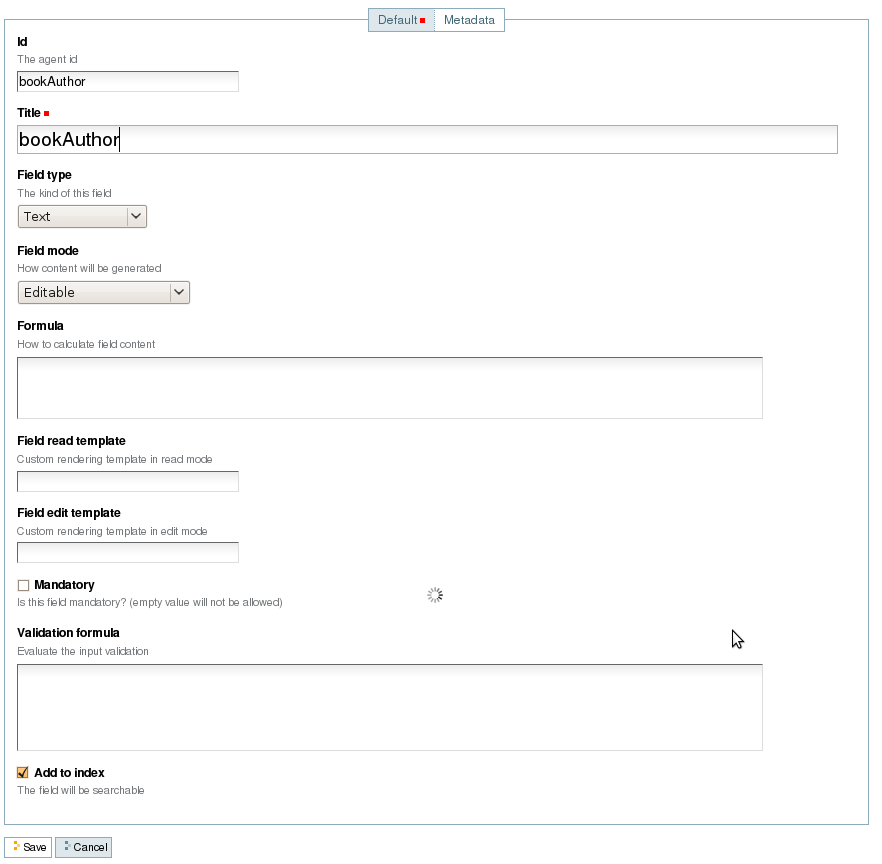 Default Metadata
Id
The agent id
bookAuthor
Title
bookAuthor
Field type
The kind of this field
Text
Field mode
How content will be generated
Editable
Formula
How to calculate field content
Field read template
Custom rendering template in read mode
Field edit template
Custom rendering template in edit mode
Mandatory
Is this field mandatory? (empty value will not be allowed)
Validation formula
Evaluate the input validation
Add to index
The field will be searchable
Save Cancel